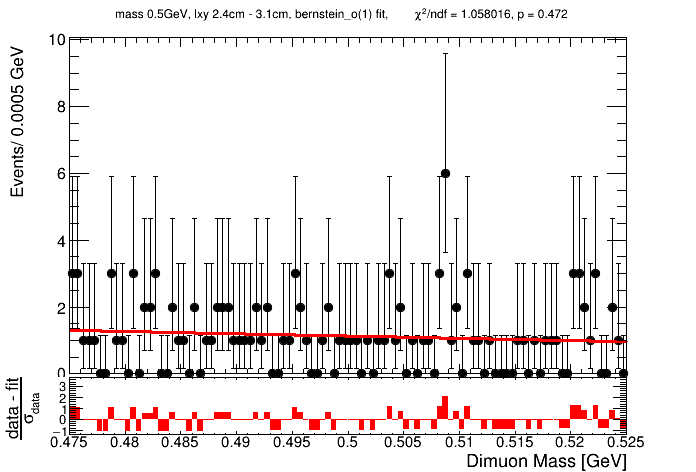 mass 0.5GeV, lxy 2.4cm - 3.1cm, bernstein_o(1) fit, χ²/ndf = 1.058016, p = 0.472
Events/ 0.0005 GeV
10
8
6
4
2
0
data - fit
σdata
3
2
1
0
−1
0.475 0.48 0.485 0.49 0.495 0.5 0.505 0.51 0.515 0.52 0.525
Dimuon Mass [GeV]